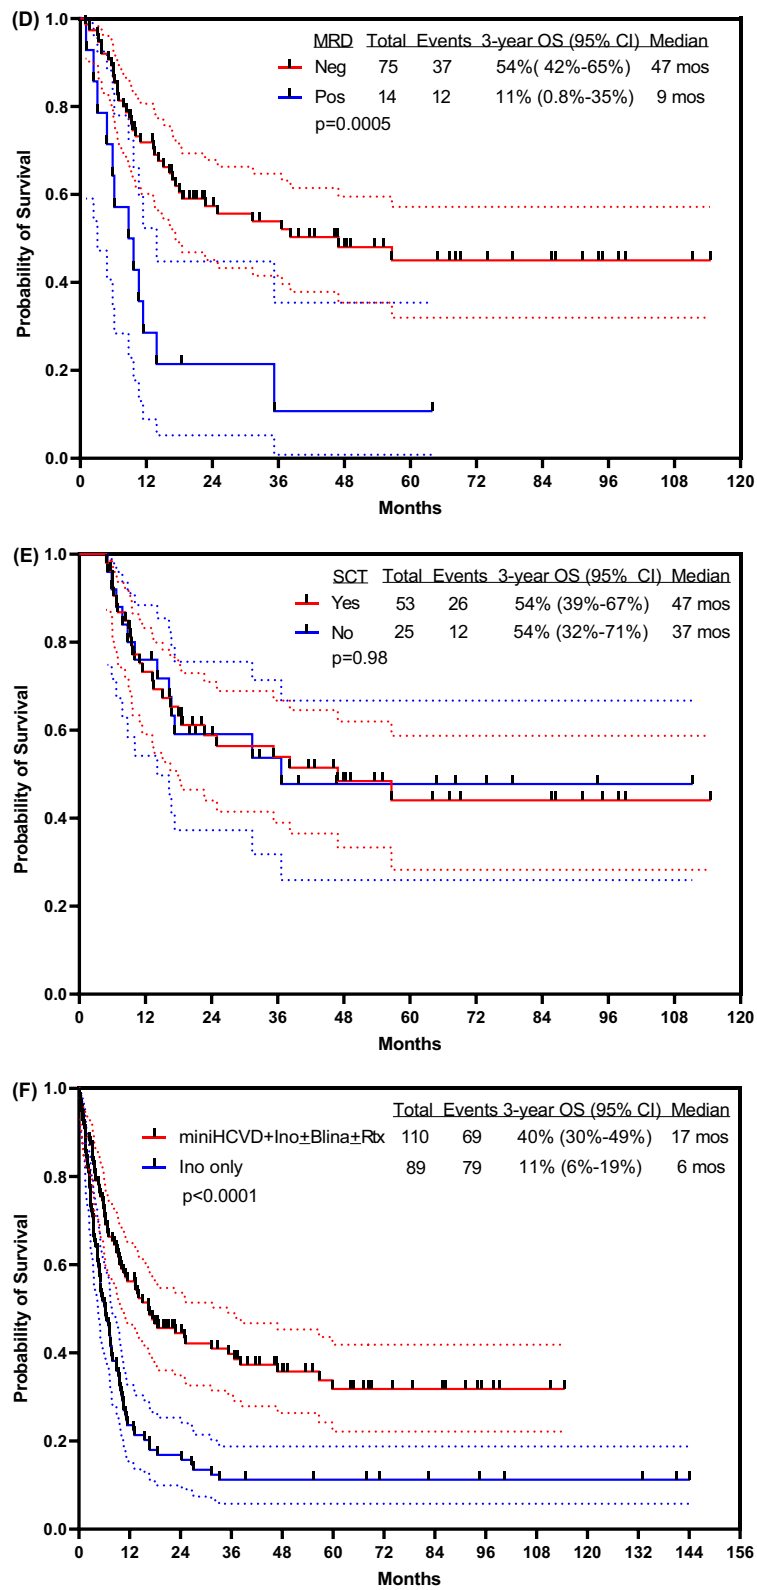 (D)
MRD Total Events 3-year OS (95% CI) Median
Neg 75 37 54%( 42%-65%) 47 mos
Pos 14 12 11% (0.8%-35%) 9 mos
p=0.0005
Probability of Survival
1.0
0.8
0.6
0.4
0.2
0.0
0 12 24 36 48 60 72 84 96 108 120
Months
(E)
SCT Total Events 3-year OS (95% CI) Median
Yes 53 26 54% (39%-67%) 47 mos
No 25 12 54% (32%-71%) 37 mos
p=0.98
Probability of Survival
1.0
0.8
0.6
0.4
0.2
0.0
0 12 24 36 48 60 72 84 96 108 120
Months
(F)
Total Events 3-year OS (95% CI) Median
miniHCVD+Ino±Blina±Rtx 110 69 40% (30%-49%) 17 mos
Ino only 89 79 11% (6%-19%) 6 mos
p<0.0001
Probability of Survival
1.0
0.8
0.6
0.4
0.2
0.0
0 12 24 36 48 60 72 84 96 108 120 132 144 156
Months